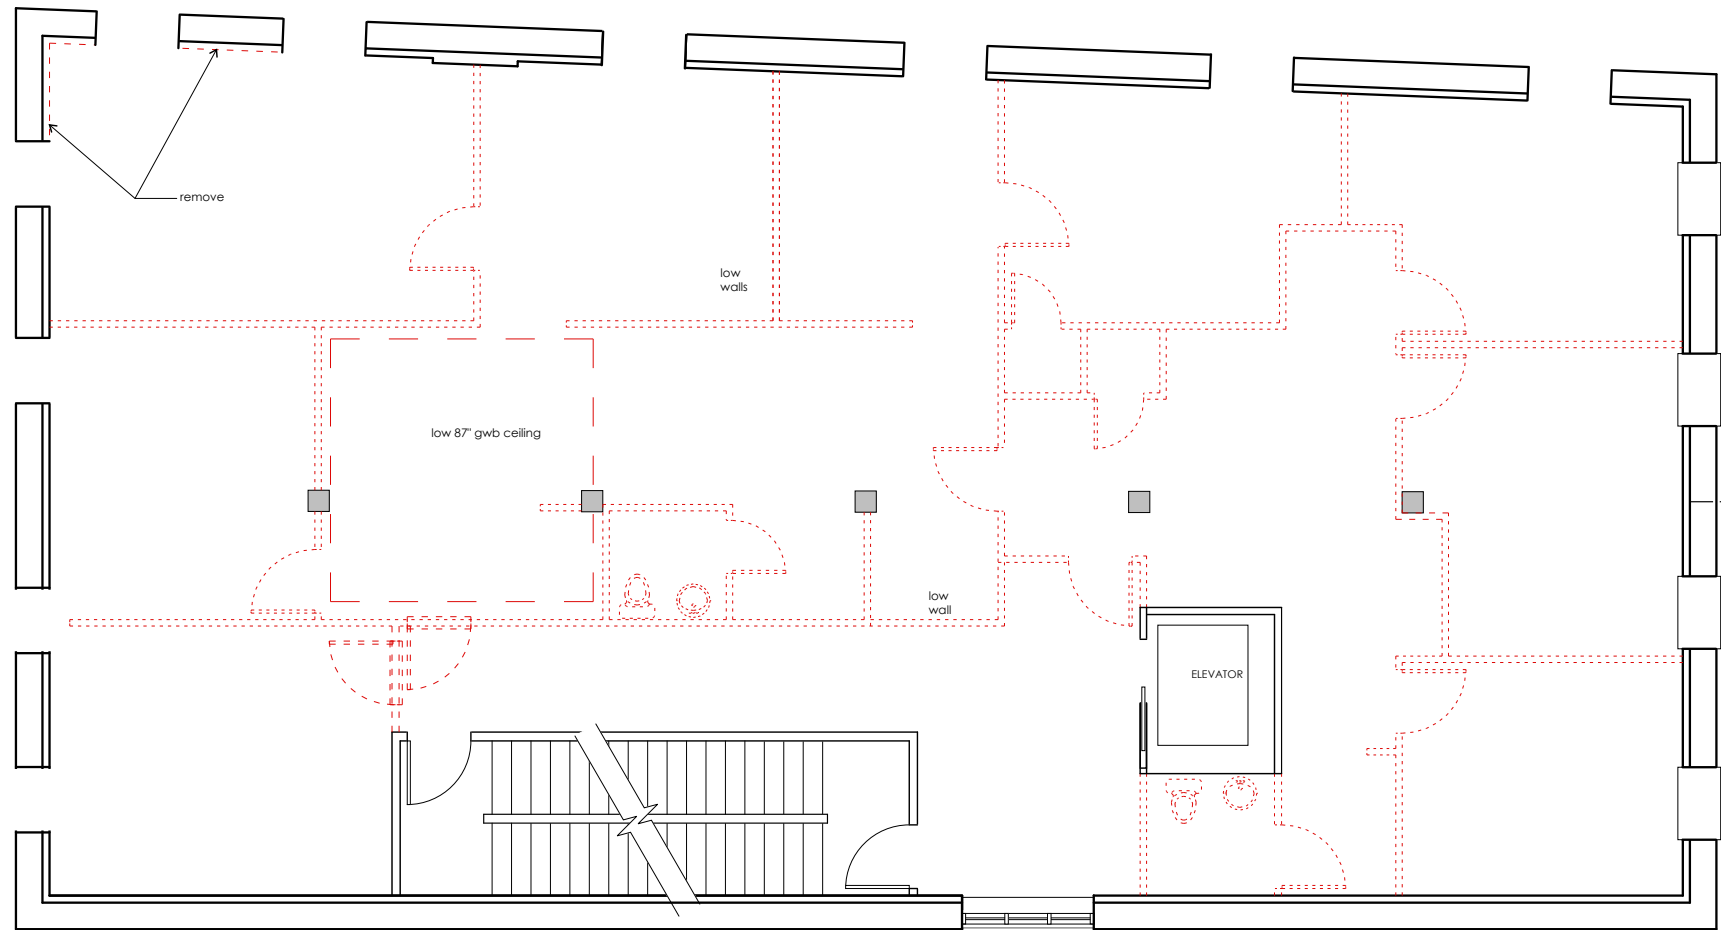 remove
low
walls
low 87" gwb ceiling
low
wall
ELEVATOR